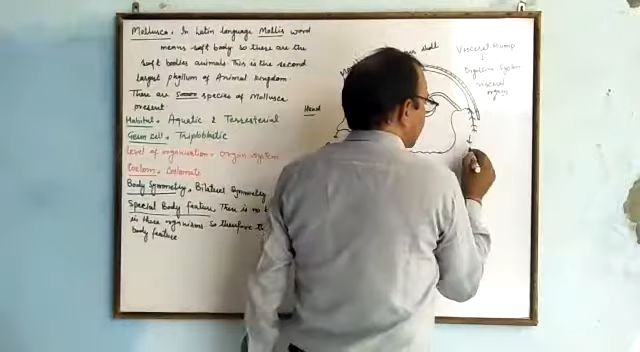 Mollusca. In Latin language Mollis word
means soft body so these are the
soft bodies animals. This is the second
largest phyllum of Animal kingdom.
There are species of Mollusca
present
Habitat. Aquatic & Terrestrial
Germ cell. Triploblastic
Level of organisation. organ system
Coelom. Coelomate
Body Symmetry. Bilateral Symmetry
Special Body feature. There is no
in these organisms so therefore
body feature
Head
shell
Visceral Hump
Digestive System
visceral
organs